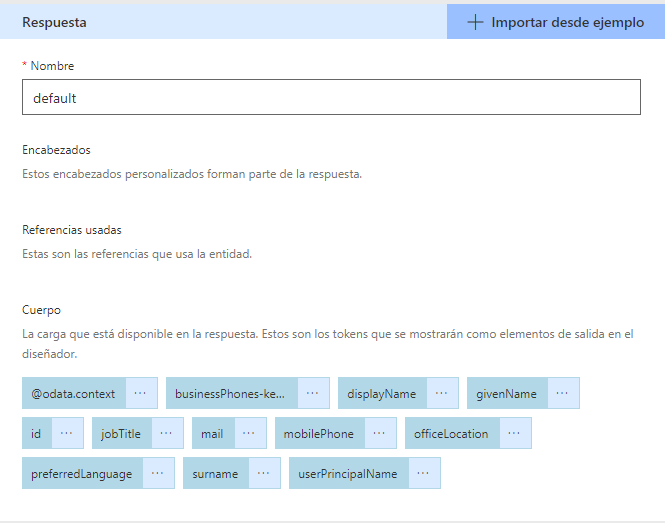 Respuesta
Importar desde ejemplo
* Nombre
default
Encabezados
Estos encabezados personalizados forman parte de la respuesta.
Referencias usadas
Estas son las referencias que usa la entidad.
Cuerpo
La carga que está disponible en la respuesta. Estos son los tokens que se mostrarán como elementos de salida en el
diseñador.
@odata.context ··· businessPhones-ke... ··· displayName ··· givenName ···
id ··· jobTitle ··· mail ··· mobilePhone ··· officeLocation ···
preferredLanguage ··· surname ··· userPrincipalName ···